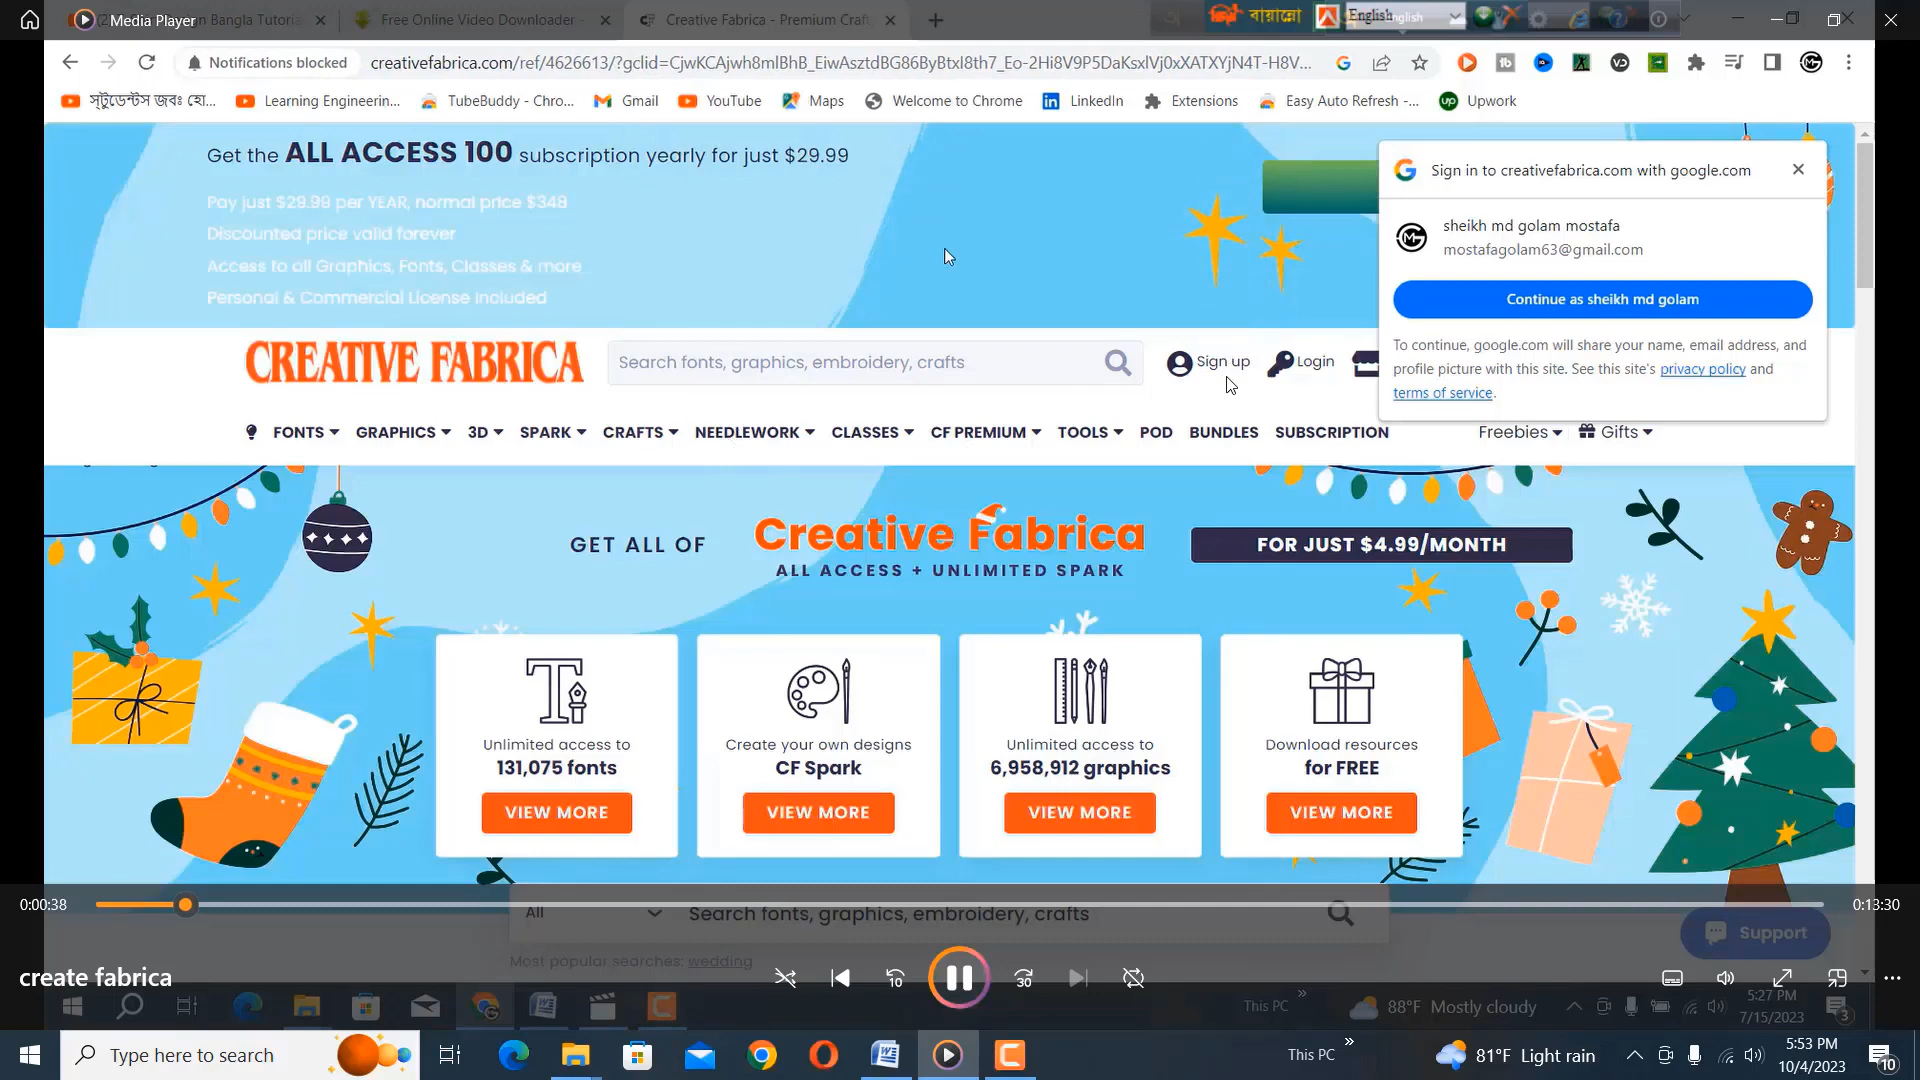 Media Player
Bangla Tutoria
Free Online Video Downloader -
Creative Fabrica - Premium Craft
বায়ান্নো
English
Notifications blocked
creativefabrica.com/ref/4626613/?gclid=CjwKCAjwh8mlBhB_EiwAsztdBG86ByBtxl8th7_Eo-2Hi8V9P5DaKsxlVj0xXATXYjN4T-H8V...
স্টুডেন্টস জবঃ হো...
Learning Engineerin...
TubeBuddy - Chro...
Gmail
YouTube
Maps
Welcome to Chrome
LinkedIn
Extensions
Easy Auto Refresh -...
Upwork
Get the ALL ACCESS 100 subscription yearly for just $29.99
Pay just $29.99 per YEAR, normal price $348
Discounted price valid forever
Access to all Graphics, Fonts, Classes & more
Personal & Commercial License Included
Sign in to creativefabrica.com with google.com
sheikh md golam mostafa
mostafagolam63@gmail.com
Continue as sheikh md golam
To continue, google.com will share your name, email address, and
profile picture with this site. See this site's privacy policy and
terms of service.
CREATIVE FABRICA
Search fonts, graphics, embroidery, crafts
Sign up
Login
FONTS
GRAPHICS
3D
SPARK
CRAFTS
NEEDLEWORK
CLASSES
CF PREMIUM
TOOLS
POD
BUNDLES
SUBSCRIPTION
Freebies
Gifts
GET ALL OF
Creative Fabrica
ALL ACCESS + UNLIMITED SPARK
FOR JUST $4.99/MONTH
Unlimited access to
131,075 fonts
VIEW MORE
Create your own designs
CF Spark
VIEW MORE
Unlimited access to
6,958,912 graphics
VIEW MORE
Download resources
for FREE
VIEW MORE
0:00:38
0:13:30
All
Search fonts, graphics, embroidery, crafts
Support
Most popular searches: wedding
create fabrica
10
30
This PC
88°F Mostly cloudy
5:27 PM
7/15/2023
3
Type here to search
This PC
81°F Light rain
5:53 PM
10/4/2023
10